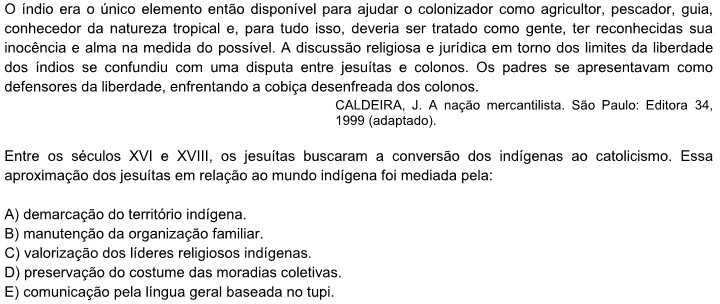 O índio era o único elemento então disponível para ajudar o colonizador como agricultor, pescador, guia,
conhecedor da natureza tropical e, para tudo isso, deveria ser tratado como gente, ter reconhecidas sua
inocência e alma na medida do possível. A discussão religiosa e jurídica em torno dos limites da liberdade
dos índios se confundiu com uma disputa entre jesuítas e colonos. Os padres se apresentavam como
defensores da liberdade, enfrentando a cobiça desenfreada dos colonos.
CALDEIRA, J. A nação mercantilista. São Paulo: Editora 34,
1999 (adaptado).
Entre os séculos XVI e XVIII, os jesuítas buscaram a conversão dos indígenas ao catolicismo. Essa
aproximação dos jesuítas em relação ao mundo indígena foi mediada pela:
A) demarcação do território indígena.
B) manutenção da organização familiar.
C) valorização dos líderes religiosos indígenas.
D) preservação do costume das moradias coletivas.
E) comunicação pela língua geral baseada no tupi.